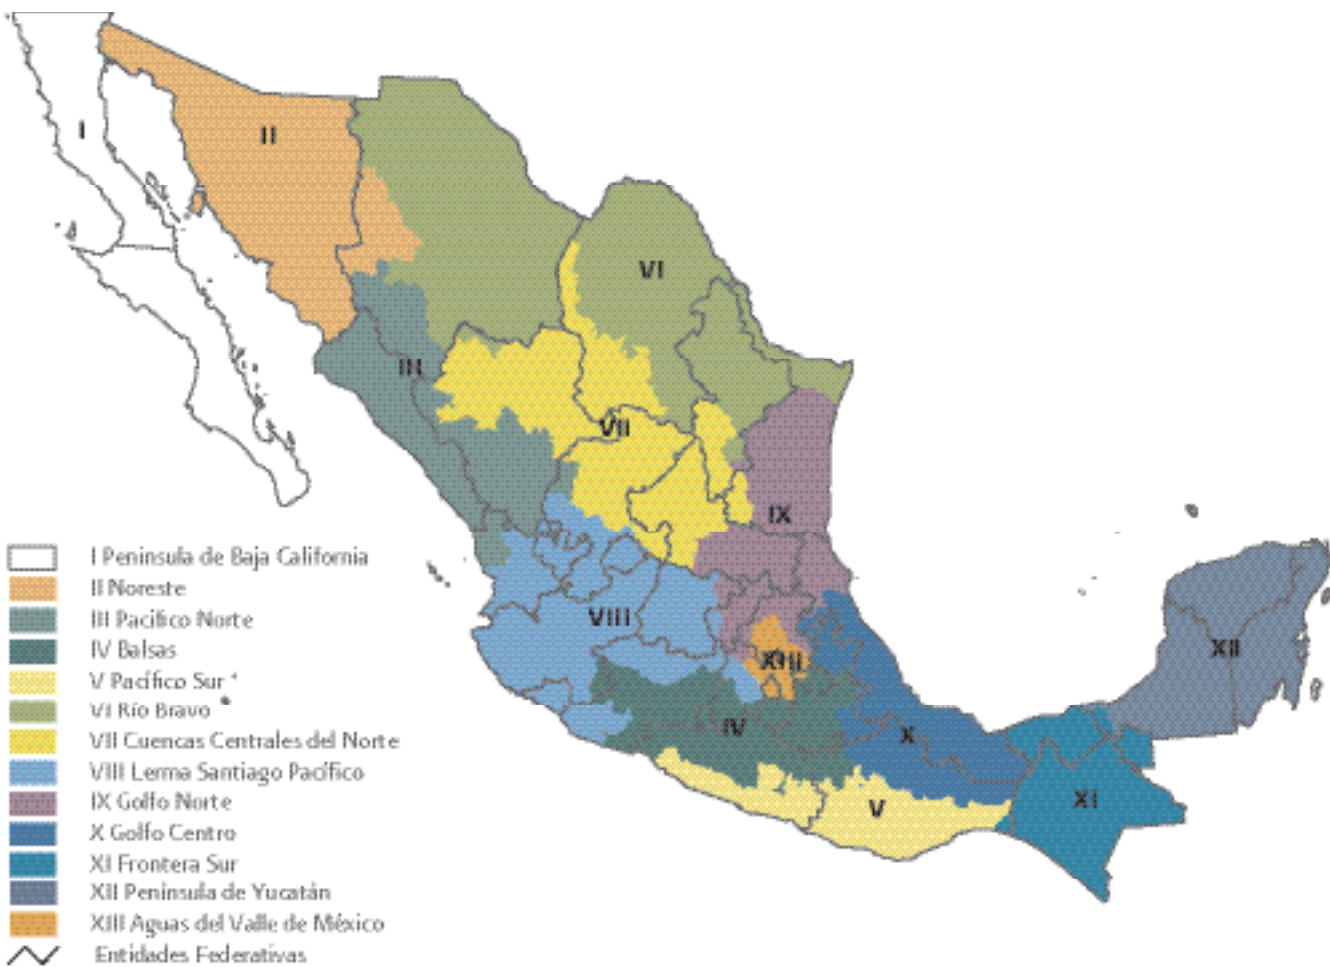 I
II
VI
III
VII
IX
VIII
XIII
XII
IV
X
XI
V
I Peninsula de Baja California
II Noreste
III Pacífico Norte
IV Balsas
V Pacífico Sur
VI Río Bravo
VII Cuencas Centrales del Norte
VIII Lerma Santiago Pacífico
IX Golfo Norte
X Golfo Centro
XI Frontera Sur
XII Península de Yucatán
XIII Aguas del Valle de México
Entidades Federativas